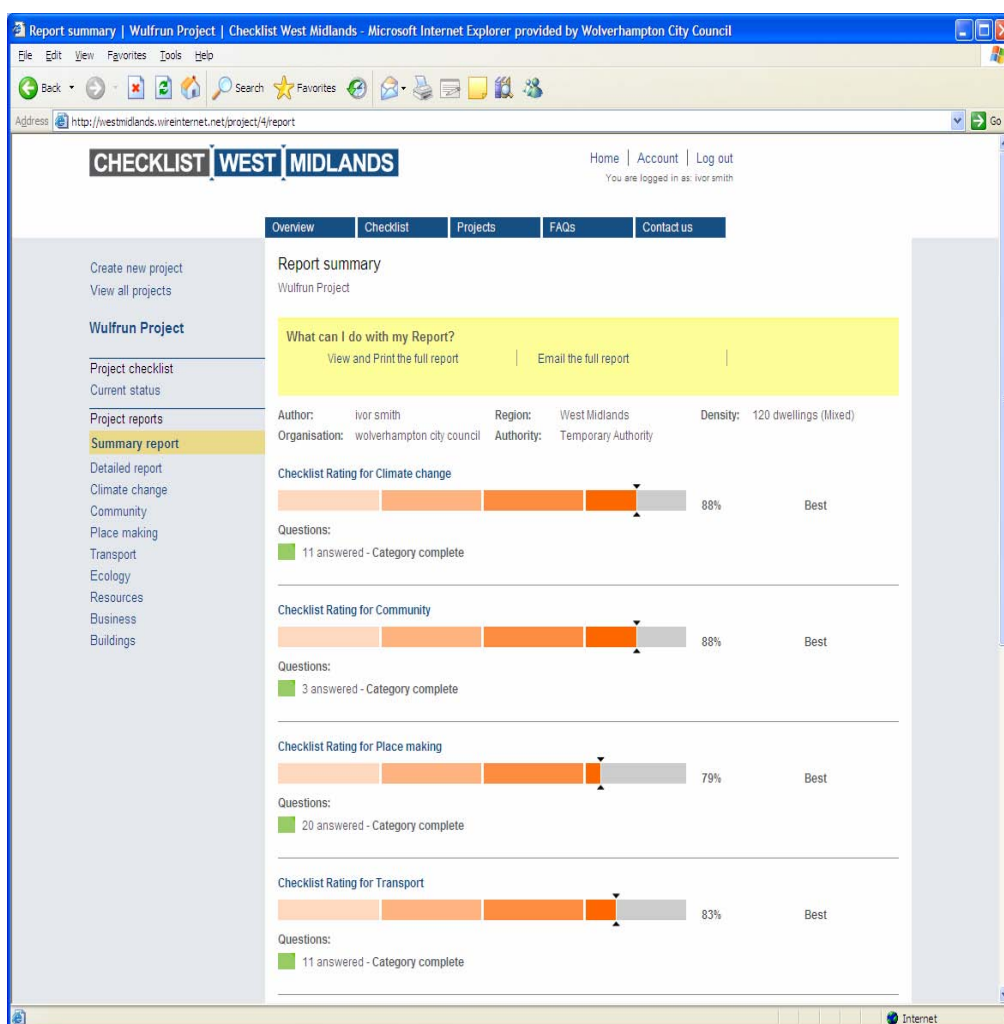 Report summary | Wulfrun Project | Checklist West Midlands - Microsoft Internet Explorer provided by Wolverhampton City Council
File Edit View Favorites Tools Help
Back Search Favorites
Address http://westmidlands.wireinternet.net/project/4/report Go
CHECKLIST WEST MIDLANDS
Home | Account | Log out
You are logged in as: ivor smith
Overview Checklist Projects FAQs Contact us
Create new project
View all projects
Wulfrun Project
Project checklist
Current status
Project reports
Summary report
Detailed report
Climate change
Community
Place making
Transport
Ecology
Resources
Business
Buildings
Report summary
Wulfrun Project
What can I do with my Report?
View and Print the full report | Email the full report |
Author: ivor smith Region: West Midlands Density: 120 dwellings (Mixed)
Organisation: wolverhampton city council Authority: Temporary Authority
Checklist Rating for Climate change
88% Best
Questions:
11 answered - Category complete
Checklist Rating for Community
88% Best
Questions:
3 answered - Category complete
Checklist Rating for Place making
79% Best
Questions:
20 answered - Category complete
Checklist Rating for Transport
83% Best
Questions:
11 answered - Category complete
Internet